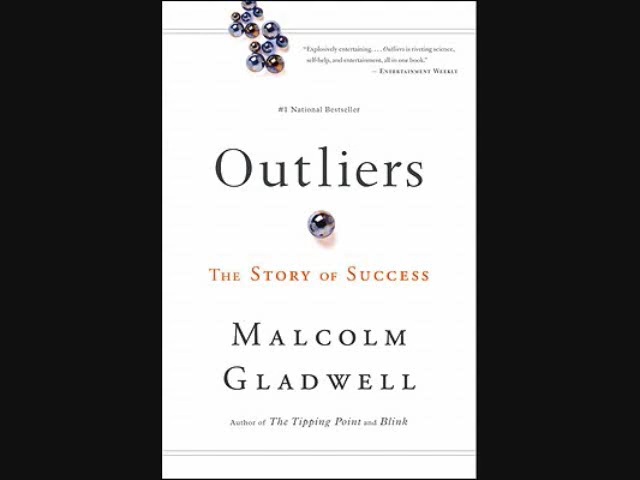 “Explosively entertaining. . . . Outliers is riveting science,
self-help, and entertainment, all in one book.”
— Entertainment Weekly
#1 National Bestseller
Outliers
The Story of Success
Malcolm
Gladwell
Author of The Tipping Point and Blink